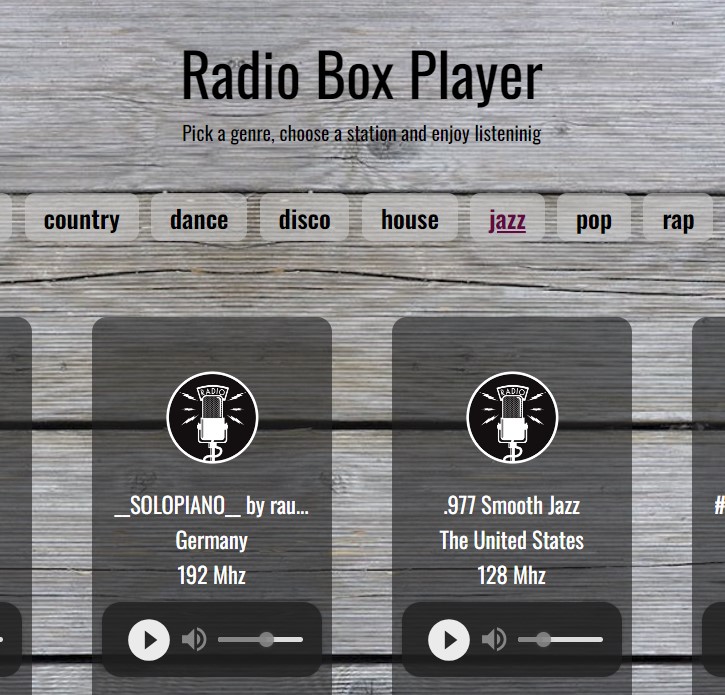 Radio Box Player
Pick a genre, choose a station and enjoy listeninig
country dance disco house jazz pop rap
RADIO RADIO
__SOLOPIANO__ by rau... .977 Smooth Jazz #
Germany The United States
192 Mhz 128 Mhz